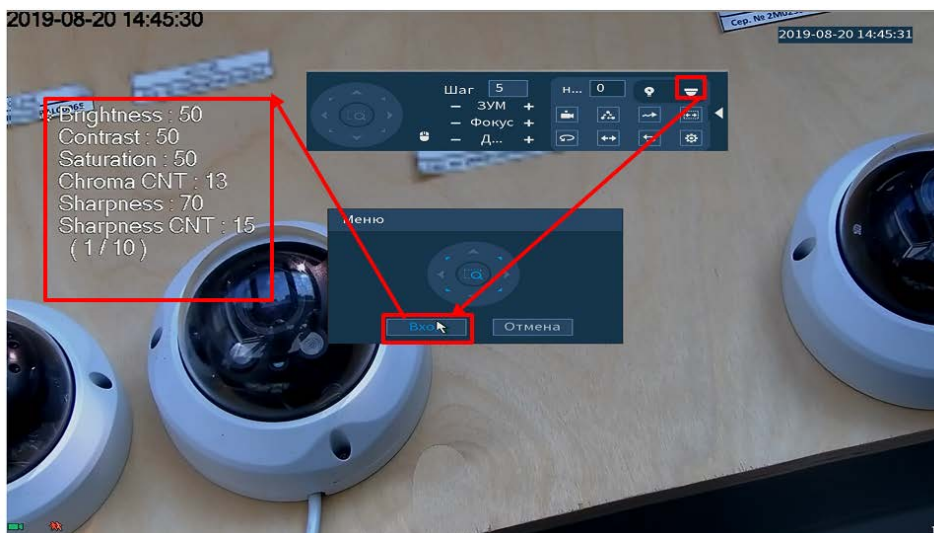 2019-08-20 14:45:30
Сер. №
2019-08-20 14:45:31
Brightness : 50
Contrast : 50
Saturation : 50
Chroma CNT : 13
Sharpness : 70
Sharpness CNT : 15
( 1 / 10 )
Шаг 5
Н... 0
– ЗУМ +
– Фокус +
– Д... +
Меню
Отмена
1